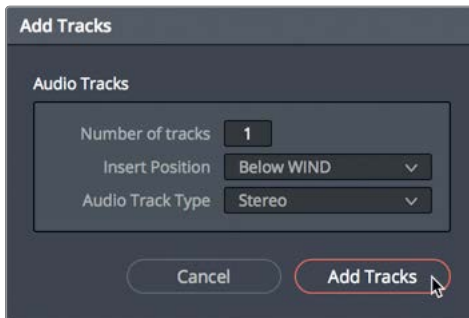 Add Tracks
Audio Tracks
Number of tracks 1
Insert Position Below WIND
Audio Track Type Stereo
Cancel Add Tracks